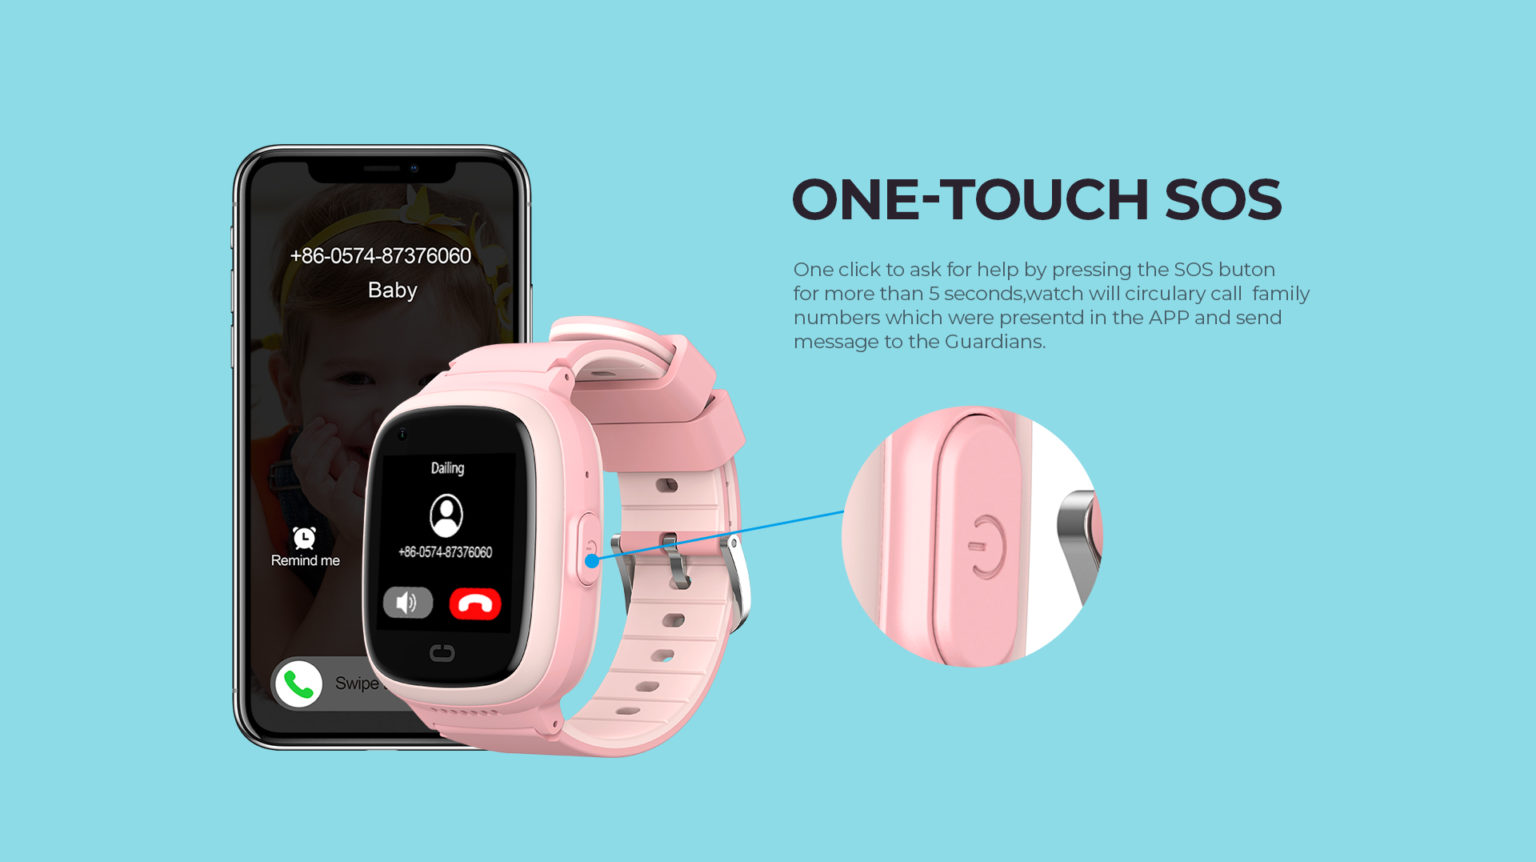 +86-0574-87376060
Baby
Remind me
Swipe
Dailing
+86-0574-87376060
ONE-TOUCH SOS
One click to ask for help by pressing the SOS buton
for more than 5 seconds,watch will circulary call family
numbers which were presentd in the APP and send
message to the Guardians.